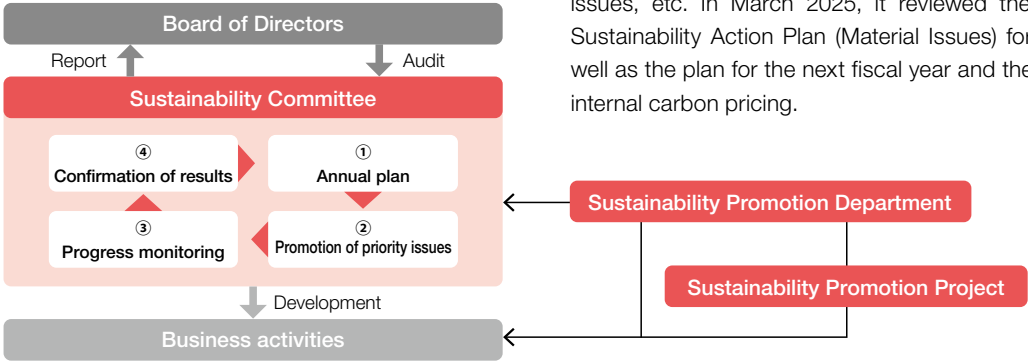 Board of Directors
Report
Audit
Sustainability Committee
④
Confirmation of results
①
Annual plan
③
Progress monitoring
②
Promotion of priority issues
Development
Business activities
issues, etc. In March 2025, it reviewed the
Sustainability Action Plan (Material Issues) for
well as the plan for the next fiscal year and the
internal carbon pricing.
Sustainability Promotion Department
Sustainability Promotion Project